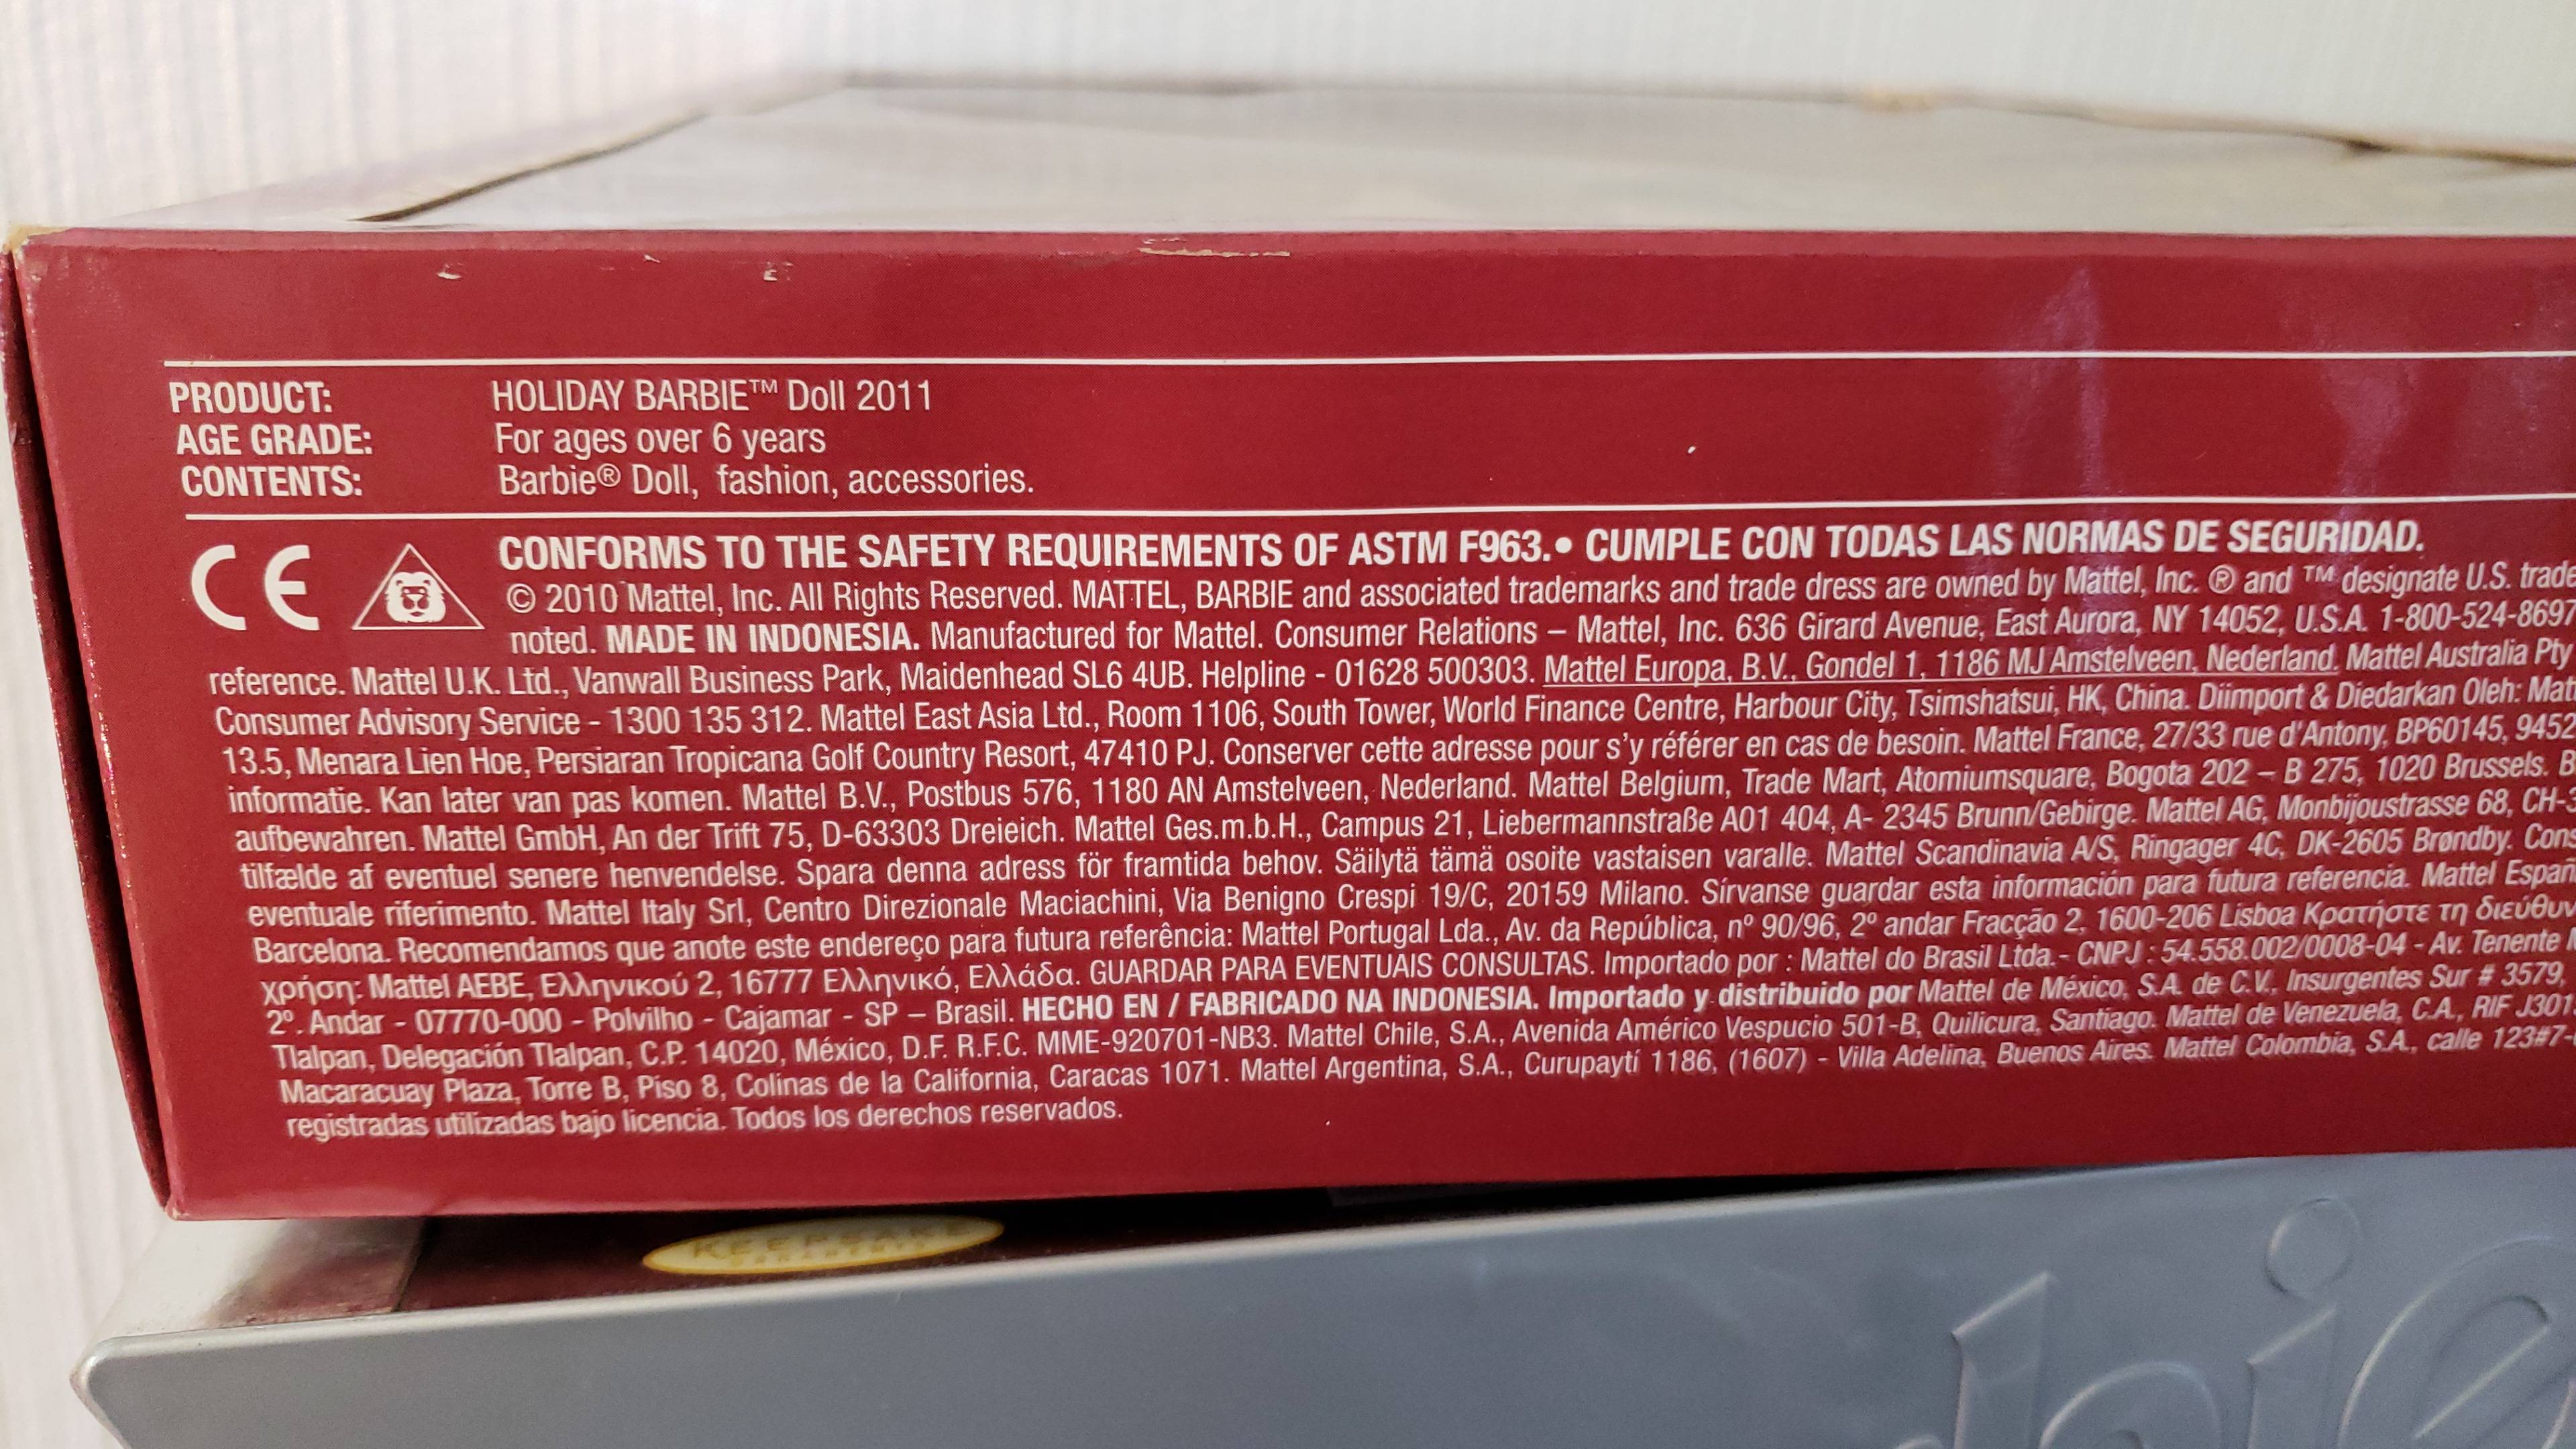 PRODUCT: HOLIDAY BARBIE™ Doll 2011
AGE GRADE: For ages over 6 years
CONTENTS: Barbie® Doll, fashion, accessories.
CE CONFORMS TO THE SAFETY REQUIREMENTS OF ASTM F963.• CUMPLE CON TODAS LAS NORMAS DE SEGURIDAD.
© 2010 Mattel, Inc. All Rights Reserved. MATTEL, BARBIE and associated trademarks and trade dress are owned by Mattel, Inc. ® and ™ designate U.S. trade
noted. MADE IN INDONESIA. Manufactured for Mattel. Consumer Relations – Mattel, Inc. 636 Girard Avenue, East Aurora, NY 14052, U.S.A. 1-800-524-8697
reference. Mattel U.K. Ltd., Vanwall Business Park, Maidenhead SL6 4UB. Helpline - 01628 500303. Mattel Europa, B.V., Gondel 1, 1186 MJ Amstelveen, Nederland. Mattel Australia Pty
Consumer Advisory Service - 1300 135 312. Mattel East Asia Ltd., Room 1106, South Tower, World Finance Centre, Harbour City, Tsimshatsui, HK, China. Diimport & Diedarkan Oleh: Mat
13.5, Menara Lien Hoe, Persiaran Tropicana Golf Country Resort, 47410 PJ. Conserver cette adresse pour s'y référer en cas de besoin. Mattel France, 27/33 rue d'Antony, BP60145, 9452
informatie. Kan later van pas komen. Mattel B.V., Postbus 576, 1180 AN Amstelveen, Nederland. Mattel Belgium, Trade Mart, Atomiumsquare, Bogota 202 – B 275, 1020 Brussels. B
aufbewahren. Mattel GmbH, An der Trift 75, D-63303 Dreieich. Mattel Ges.m.b.H., Campus 21, Liebermannstraße A01 404, A- 2345 Brunn/Gebirge. Mattel AG, Monbijoustrasse 68, CH-
tilfælde af eventuel senere henvendelse. Spara denna adress för framtida behov. Säilytä tämä osoite vastaisen varalle. Mattel Scandinavia A/S, Ringager 4C, DK-2605 Brøndby. Cons
eventuale riferimento. Mattel Italy Srl, Centro Direzionale Maciachini, Via Benigno Crespi 19/C, 20159 Milano. Sírvanse guardar esta información para futura referencia. Mattel Españ
Barcelona. Recomendamos que anote este endereço para futura referência: Mattel Portugal Lda., Av. da República, nº 90/96, 2º andar Fracção 2, 1600-206 Lisboa Κρατήστε τη διεύθυν
χρήση: Mattel AEBE, Ελληνικού 2, 16777 Ελληνικό, Ελλάδα. GUARDAR PARA EVENTUAIS CONSULTAS. Importado por : Mattel do Brasil Ltda.- CNPJ : 54.558.002/0008-04 - Av. Tenente
2º. Andar - 07770-000 - Polvilho - Cajamar - SP – Brasil. HECHO EN / FABRICADO NA INDONESIA. Importado y distribuido por Mattel de México, S.A. de C.V., Insurgentes Sur # 3579,
Tlalpan, Delegación Tlalpan, C.P. 14020, México, D.F. R.F.C. MME-920701-NB3. Mattel Chile, S.A., Avenida Américo Vespucio 501-B, Quilicura, Santiago. Mattel de Venezuela, C.A., RIF J301
Macaracuay Plaza, Torre B, Piso 8, Colinas de la California, Caracas 1071. Mattel Argentina, S.A., Curupaytí 1186, (1607) - Villa Adelina, Buenos Aires. Mattel Colombia, S.A., calle 123#7-
registradas utilizadas bajo licencia. Todos los derechos reservados.
KEEPSAKE
bie